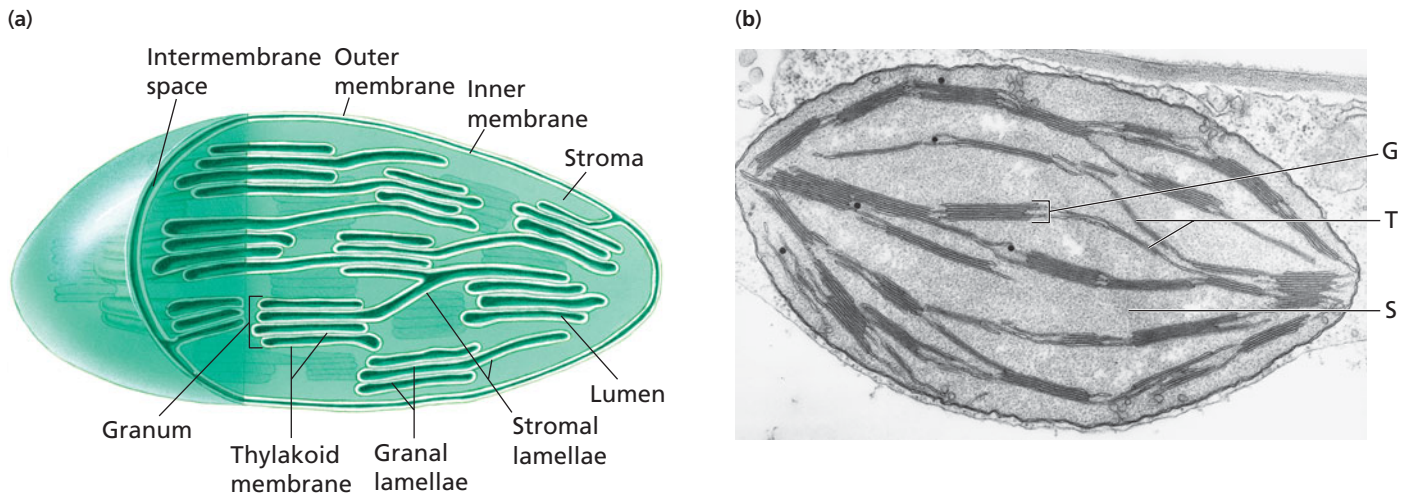 (a)
Intermembrane
space
Outer
membrane
Inner
membrane
Stroma
Granum
Thylakoid
membrane
Granal
lamellae
Stromal
lamellae
Lumen
(b)
G
T
S